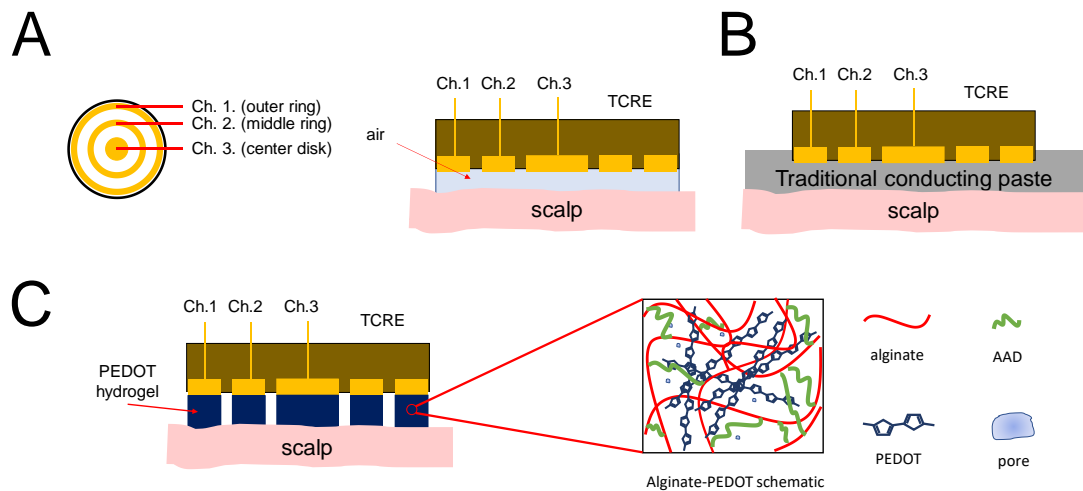 A
Ch. 1. (outer ring)
Ch. 2. (middle ring)
Ch. 3. (center disk)
Ch.1
Ch.2
Ch.3
TCRE
air
scalp
B
Ch.1
Ch.2
Ch.3
TCRE
Traditional conducting paste
scalp
C
Ch.1
Ch.2
Ch.3
TCRE
PEDOT
hydrogel
scalp
Alginate-PEDOT schematic
alginate
AAD
PEDOT
pore